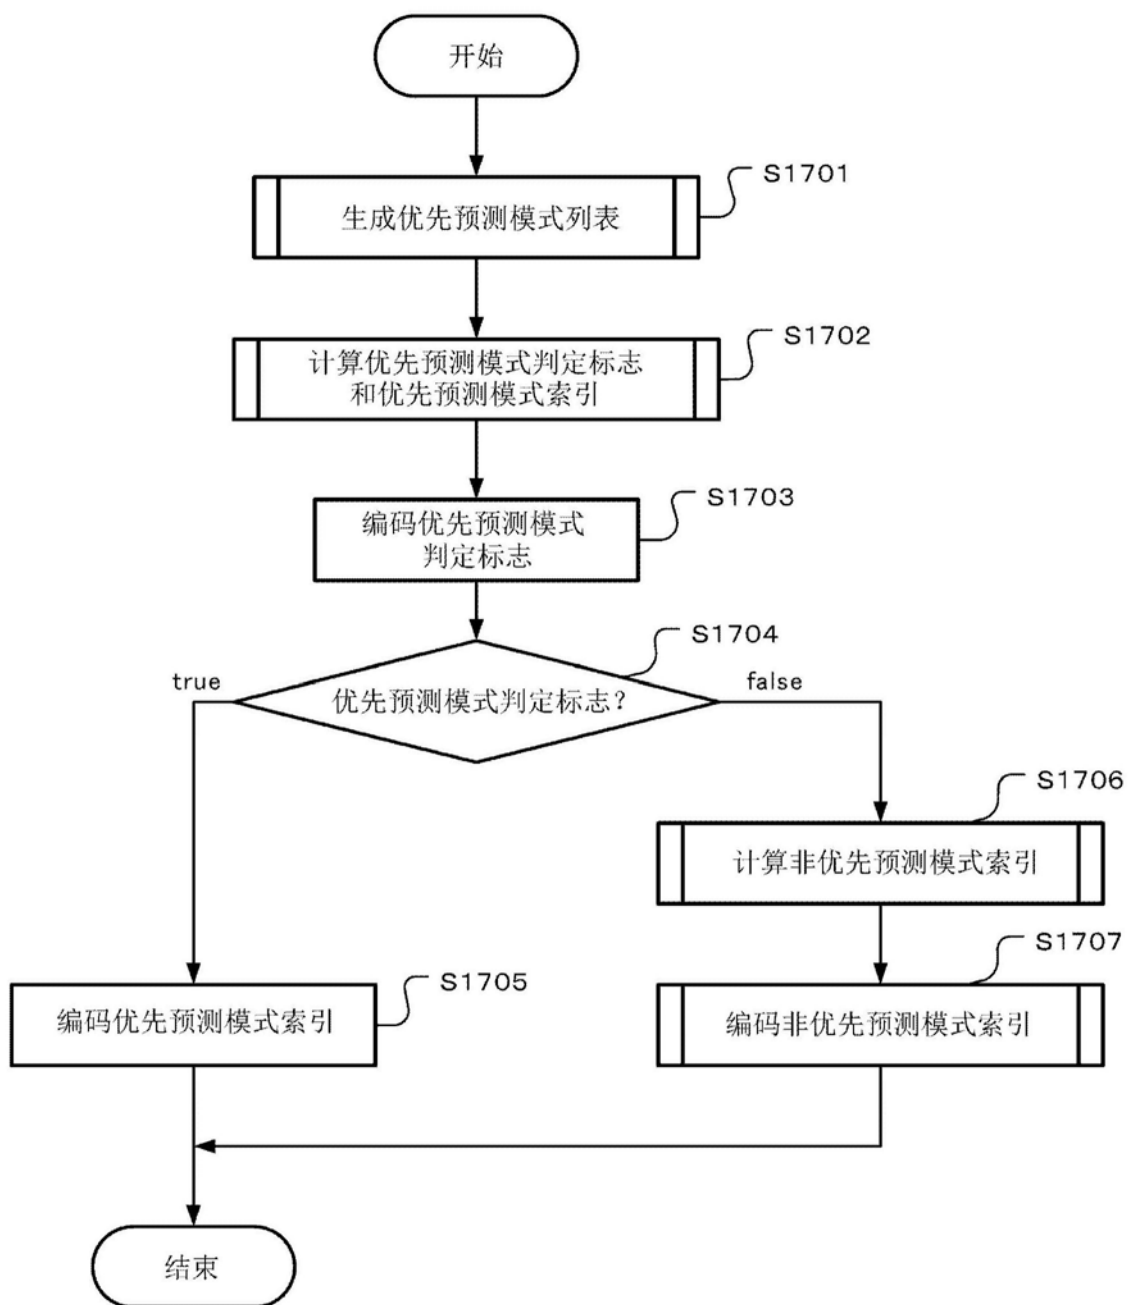 开始
S1701
生成优先预测模式列表
S1702
计算优先预测模式判定标志
和优先预测模式索引
S1703
编码优先预测模式
判定标志
S1704
true
false
优先预测模式判定标志?
S1706
计算非优先预测模式索引
S1707
S1705
编码优先预测模式索引
编码非优先预测模式索引
结束